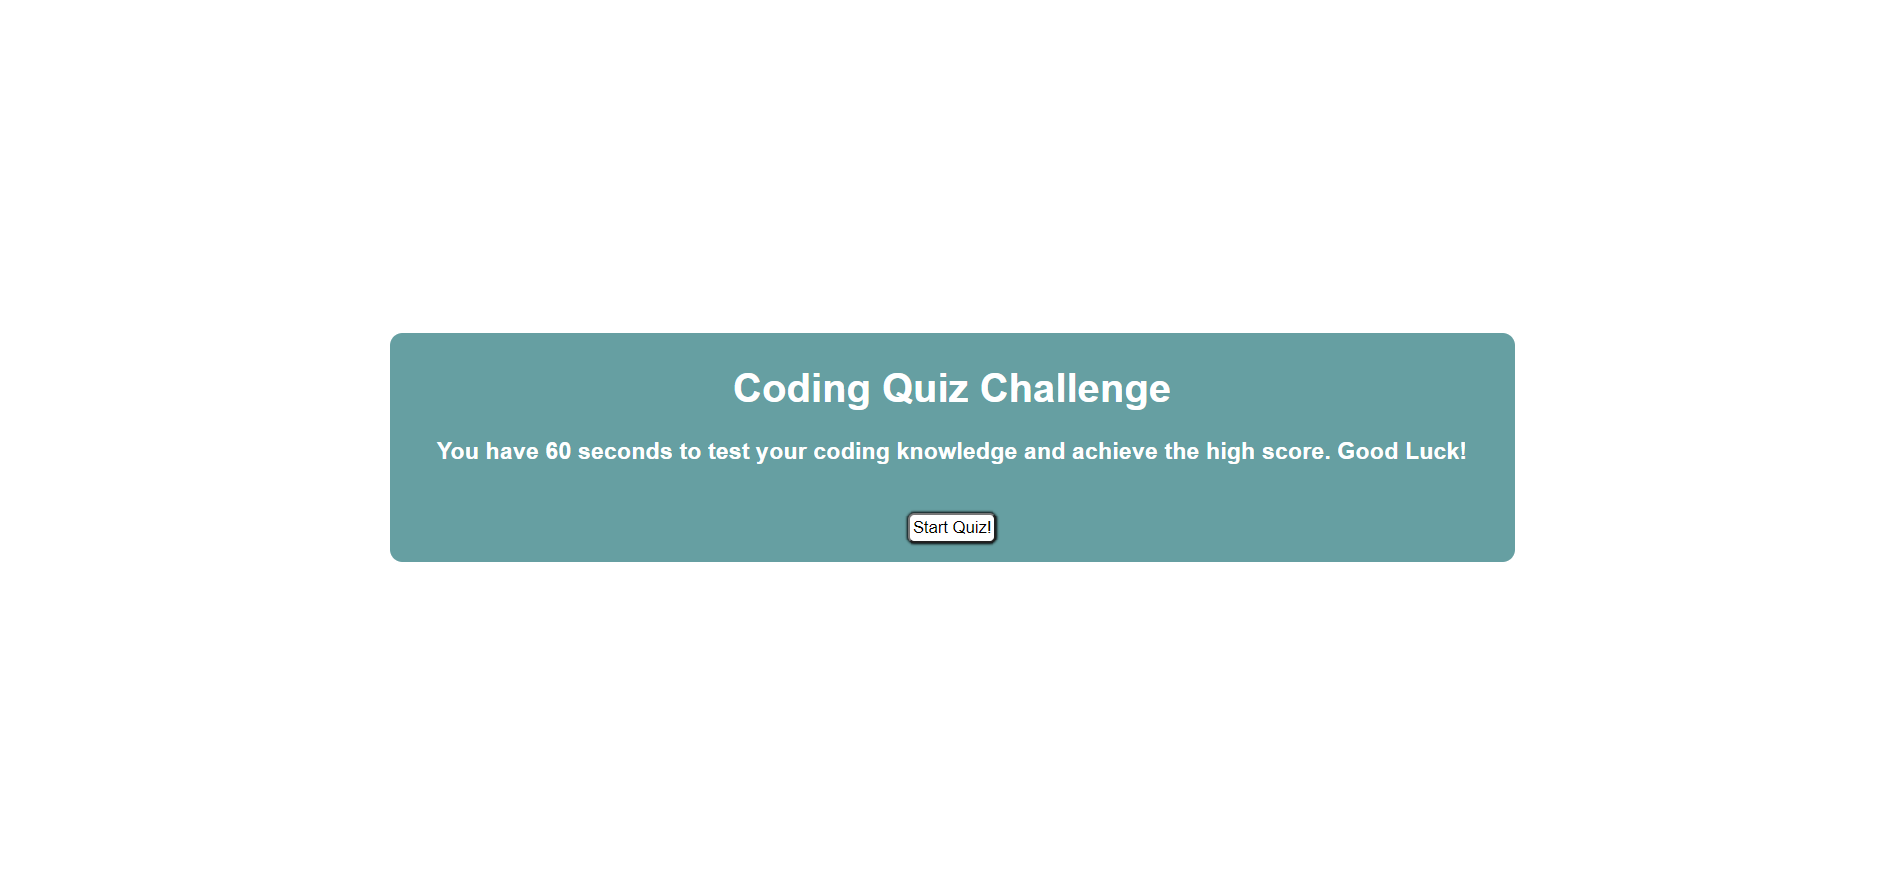 Coding Quiz Challenge
You have 60 seconds to test your coding knowledge and achieve the high score. Good Luck!
Start Quiz!